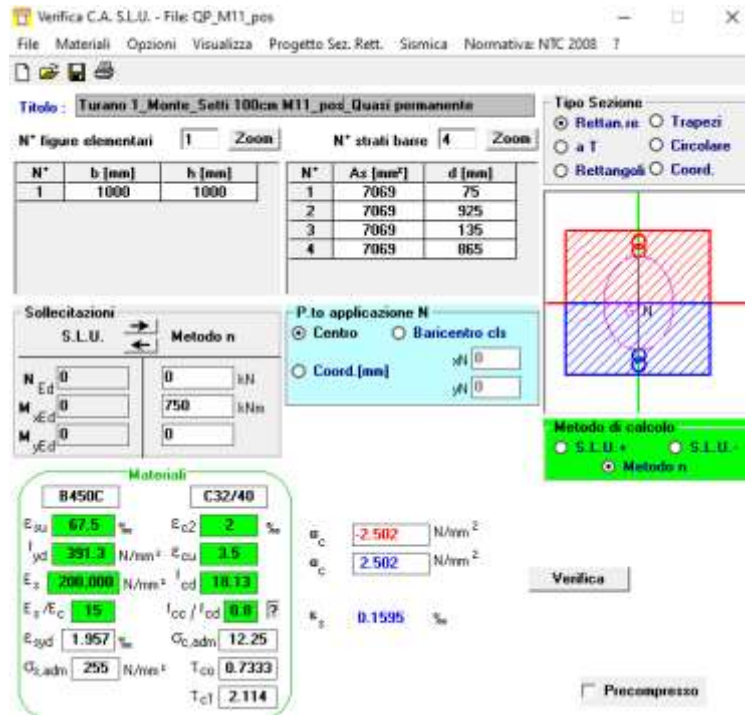 Verifica C.A. S.L.U. - File: QP_M11_pos
File Materiali Opzioni Visualizza Progetto Sez. Rett. Sismica Normativa: NTC 2008 ?
Titolo : Turano 1_Monte_Setti 100cm M11_pos_Quasi permanente
N° figure elementari 1 Zoom
N° strati barre 4 Zoom
N° b [mm] h [mm]
1 1000 1000
N° As [mm²] d [mm]
1 7069 75
2 7069 925
3 7069 135
4 7069 865
Tipo Sezione
Rettan.re Trapezi
a T Circolare
Rettangoli Coord.
N
Sollecitazioni
S.L.U. Metodo n
N Ed 0 0 kN
M xEd 0 750 kNm
M yEd 0 0
P.to applicazione N
Centro Baricentro cls
Coord.[mm]
xN 0
yN 0
Metodo di calcolo
S.L.U.+ S.L.U.-
Metodo n
Materiali
B450C C32/40
εsu 67.5 ‰ εc2 2 ‰
fyd 391.3 N/mm² εcu 3.5
Es 200.000 N/mm² fcd 18.13
Es/Ec 15 fcc / fcd 0.8 ?
εsyd 1.957 ‰ σc,adm 12.25
σs,adm 255 N/mm² τco 0.7333
τc1 2.114
σc -2.502 N/mm²
σc 2.502 N/mm²
εs 0.1595 ‰
Verifica
Precompresso